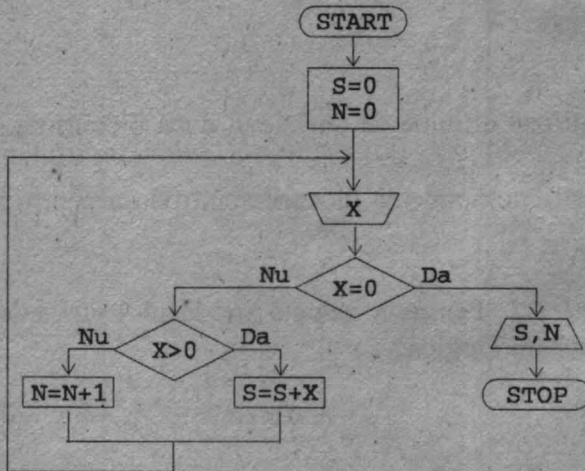 START
S=0
N=0
X
Nu
X=0
Da
Nu
X>0
Da
S,N
N=N+1
S=S+X
STOP